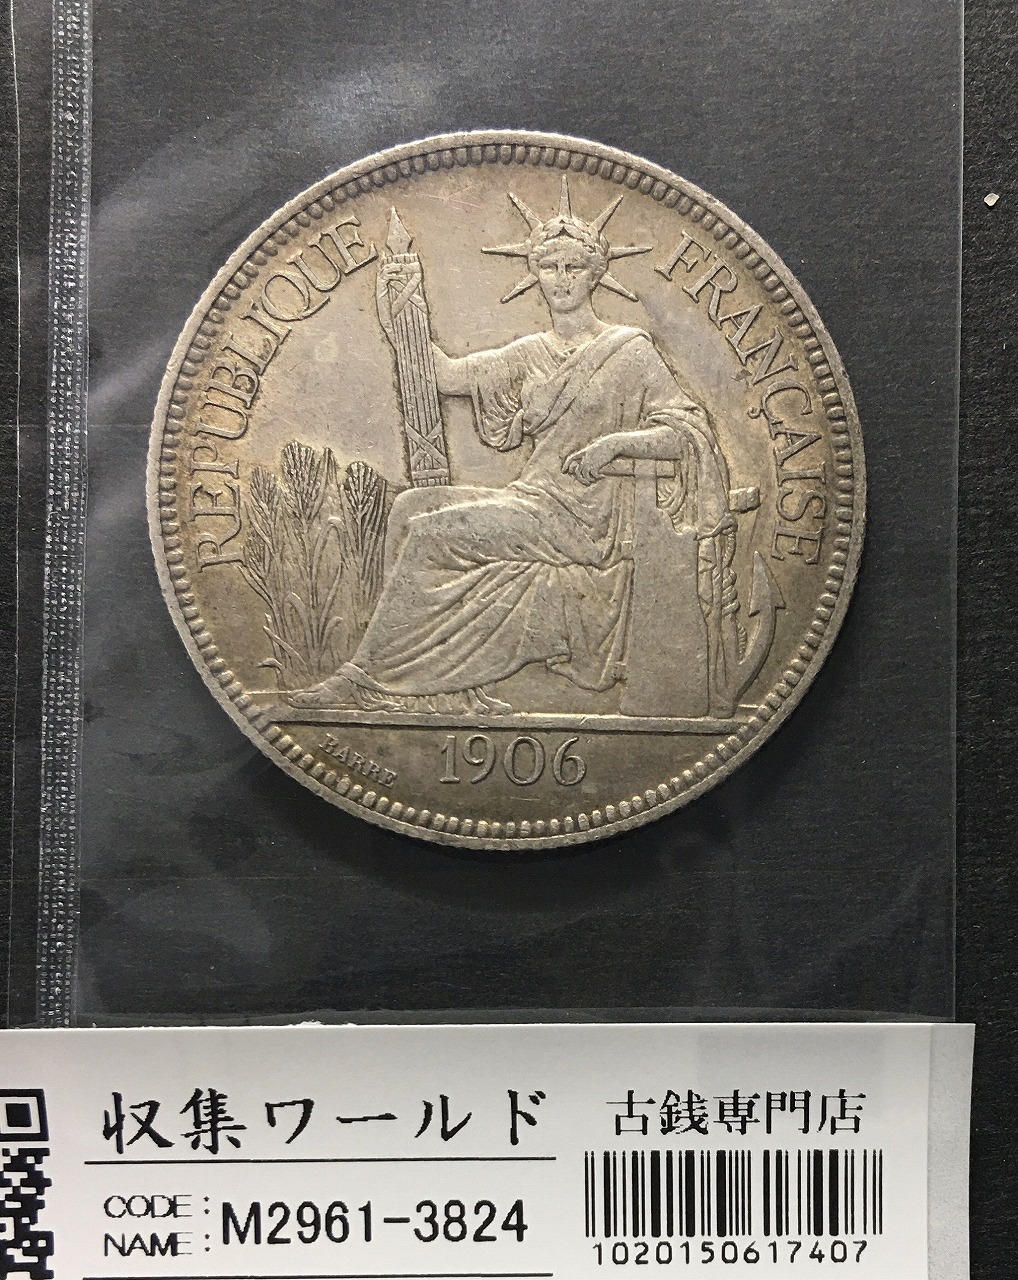 RÉPUBLIQUE FRANÇAISE
BARRE
1906
収集ワールド
古銭専門店
CODE:
NAME: M2961-3824
1020150617407